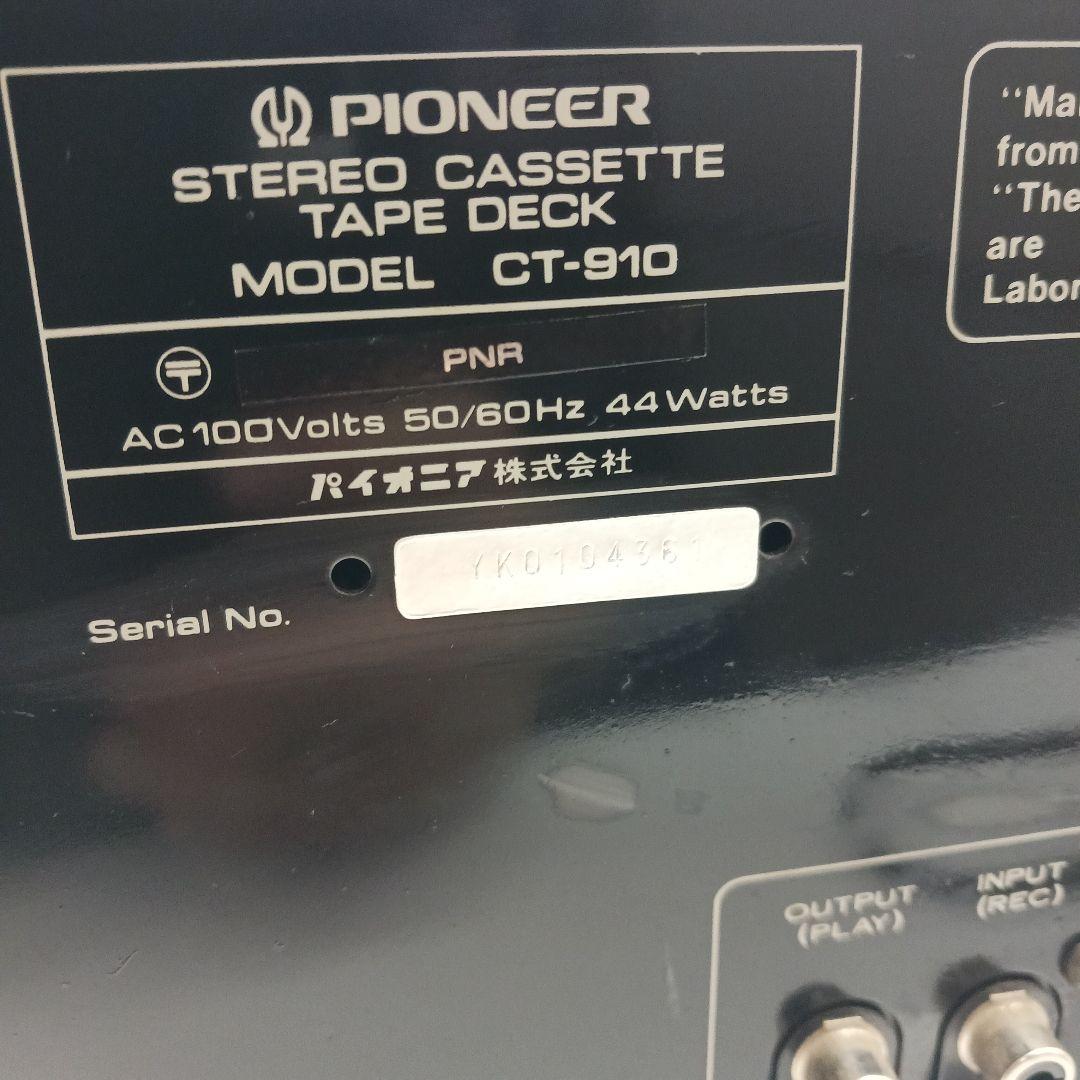 PIONEER
STEREO CASSETTE
TAPE DECK
MODEL CT-910
PNR
AC 100Volts 50/60Hz 44Watts
パイオニア株式会社
YK0104361
Serial No.
“Ma
from
“The
are
Labor
OUTPUT
(PLAY)
INPUT
(REC)